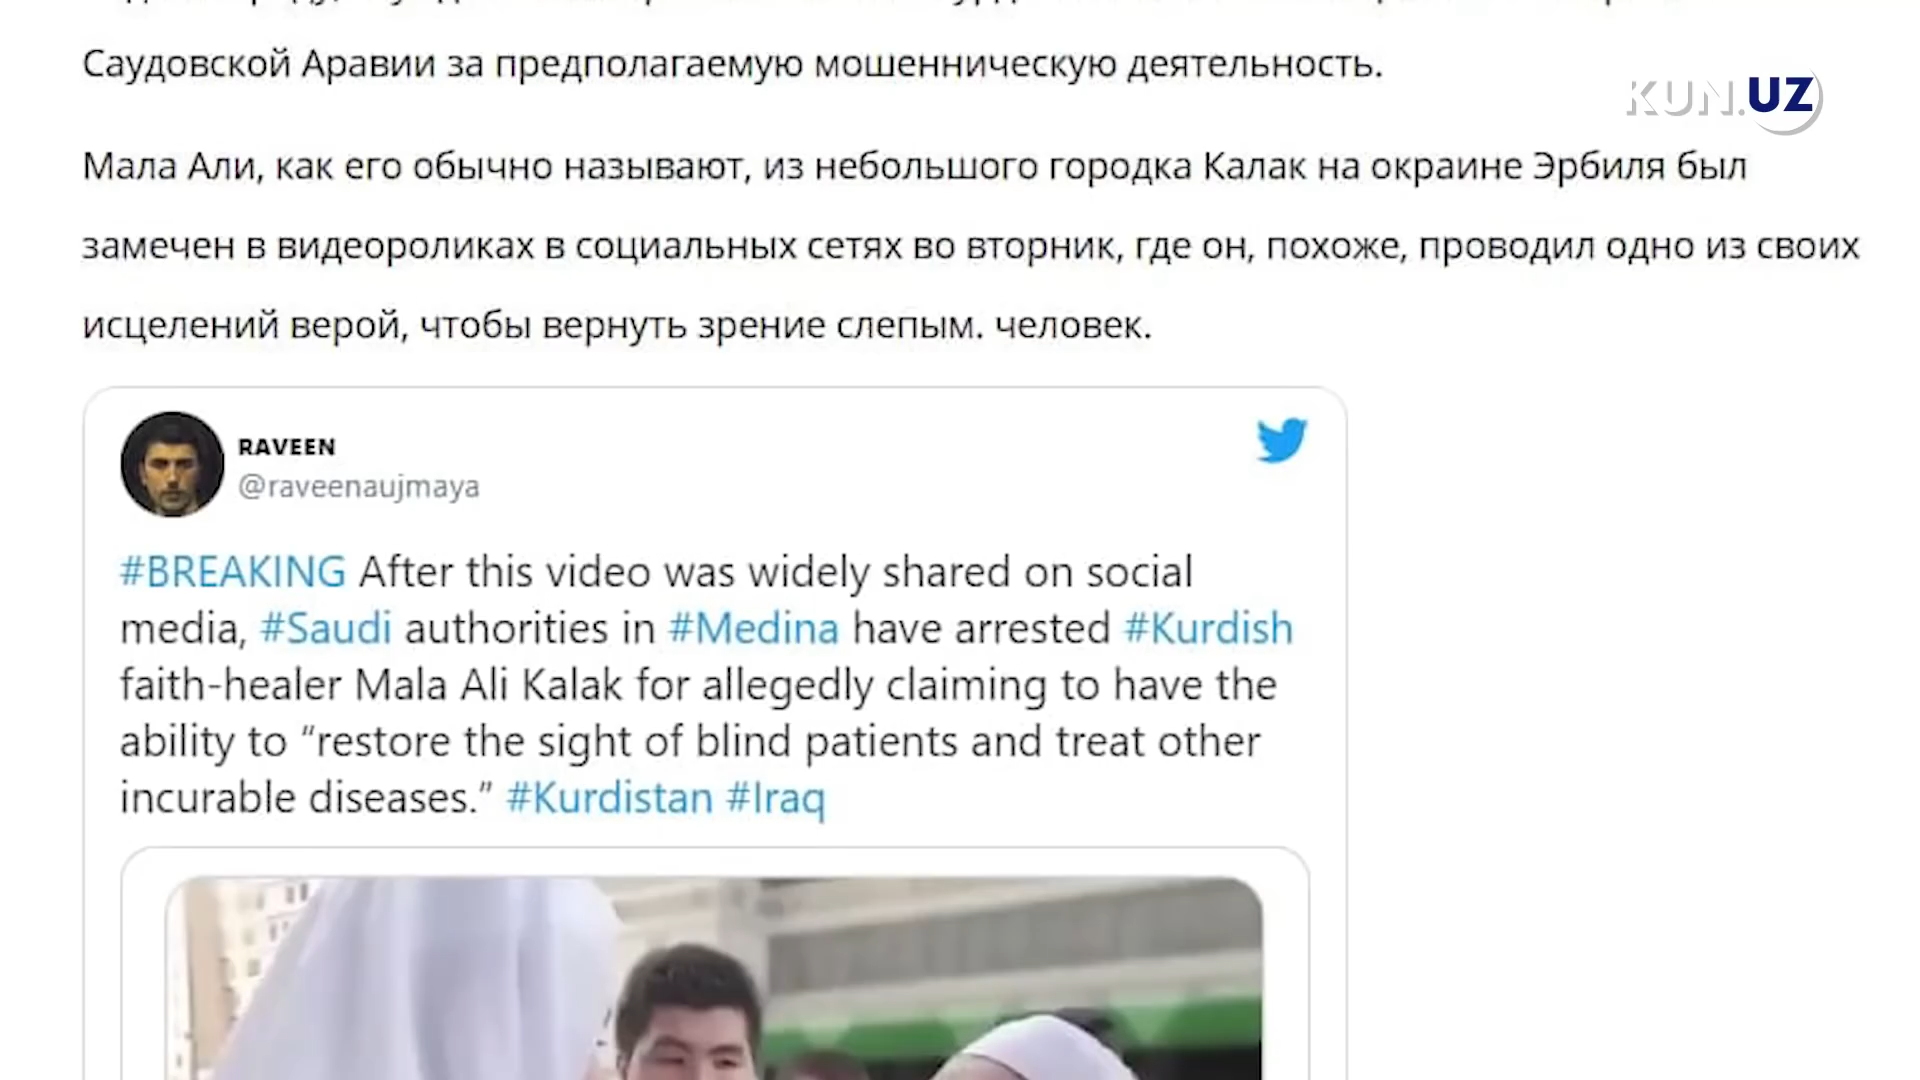 Саудовской Аравии за предполагаемую мошенническую деятельность.
KUN.UZ
Мала Али, как его обычно называют, из небольшого городка Калак на окраине Эрбиля был
замечен в видеороликах в социальных сетях во вторник, где он, похоже, проводил одно из своих
исцелений верой, чтобы вернуть зрение слепым. человек.
RAVEEN
@raveenaujmaya
#BREAKING After this video was widely shared on social
media, #Saudi authorities in #Medina have arrested #Kurdish
faith-healer Mala Ali Kalak for allegedly claiming to have the
ability to “restore the sight of blind patients and treat other
incurable diseases.” #Kurdistan #Iraq